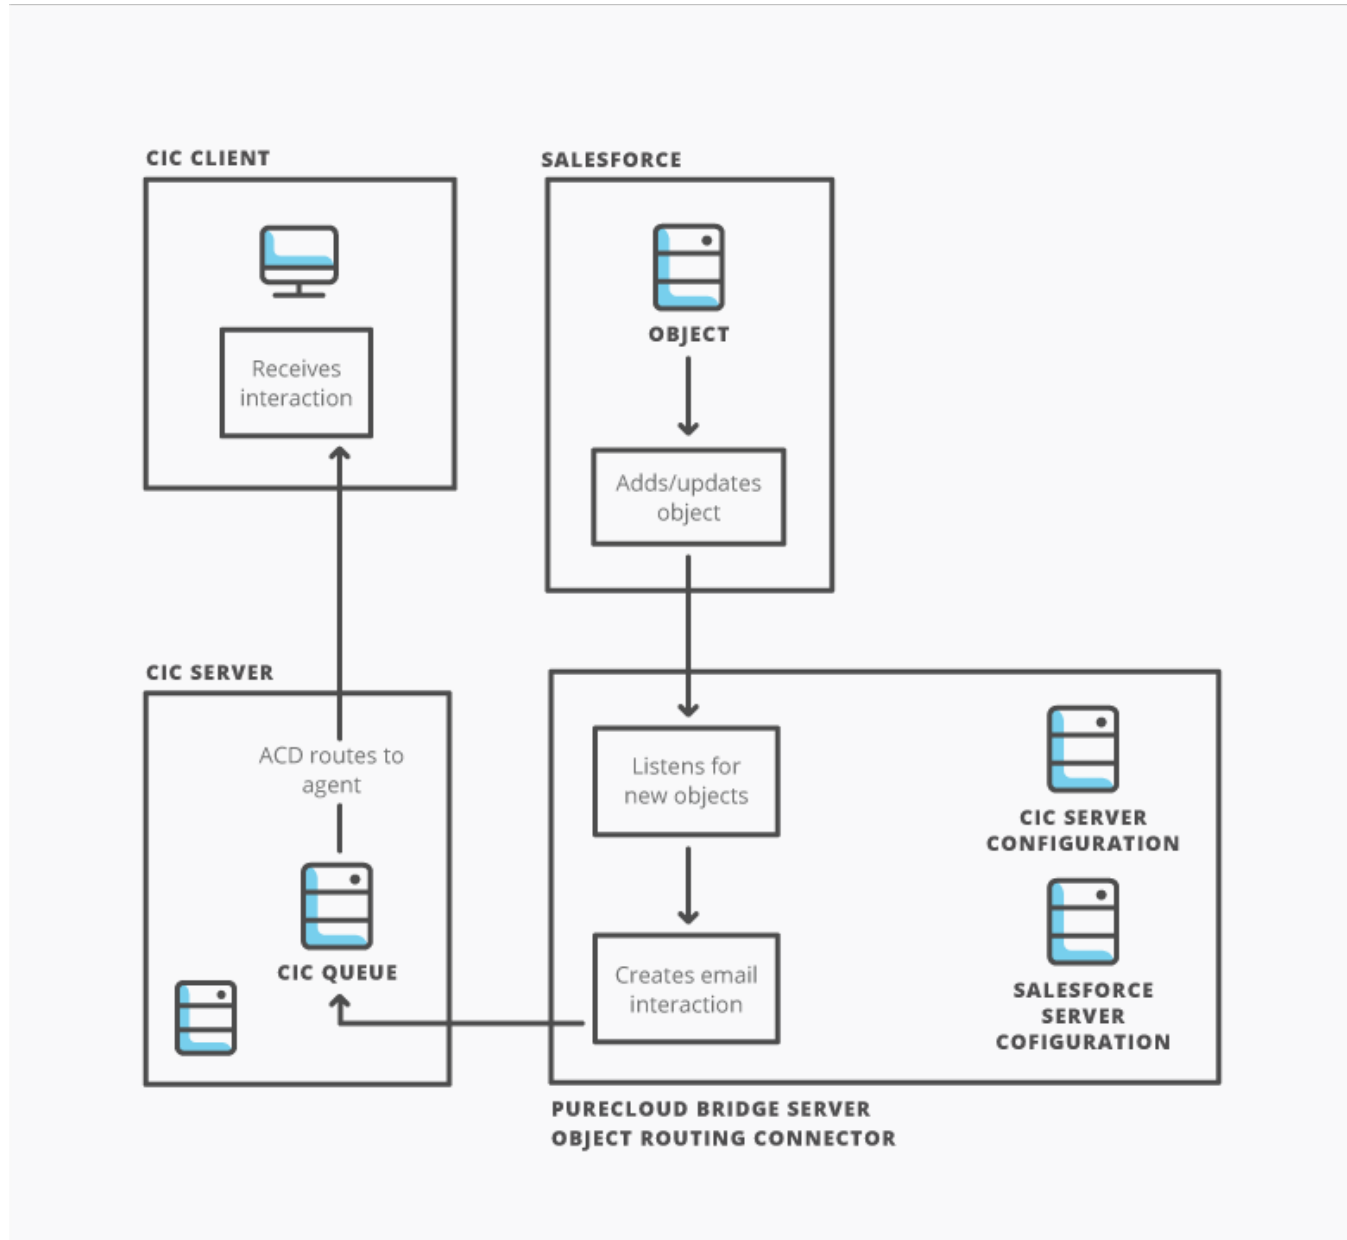 CIC CLIENT
Receives
interaction
SALESFORCE
OBJECT
Adds/updates
object
CIC SERVER
ACD routes to
agent
CIC QUEUE
Listens for
new objects
Creates email
interaction
CIC SERVER
CONFIGURATION
SALESFORCE
SERVER
COFIGURATION
PURECLOUD BRIDGE SERVER
OBJECT ROUTING CONNECTOR